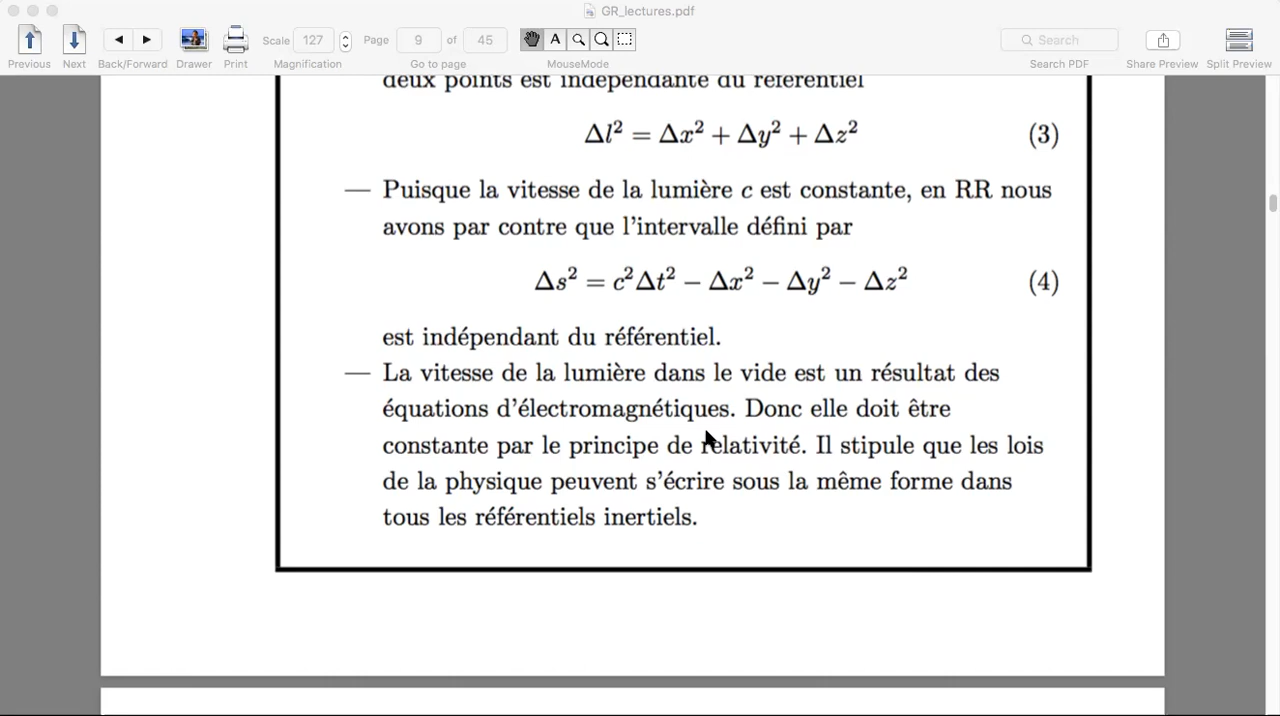 GR_lectures.pdf
Previous Next Back/Forward Drawer Print Scale 127 Magnification Page 9 of 45 Go to page A MouseMode Search Search PDF Share Preview Split Preview
deux points est indépendante du référentiel
Δl² = Δx² + Δy² + Δz² (3)
— Puisque la vitesse de la lumière c est constante, en RR nous
avons par contre que l'intervalle défini par
Δs² = c²Δt² − Δx² − Δy² − Δz² (4)
est indépendant du référentiel.
— La vitesse de la lumière dans le vide est un résultat des
équations d'électromagnétiques. Donc elle doit être
constante par le principe de relativité. Il stipule que les lois
de la physique peuvent s'écrire sous la même forme dans
tous les référentiels inertiels.